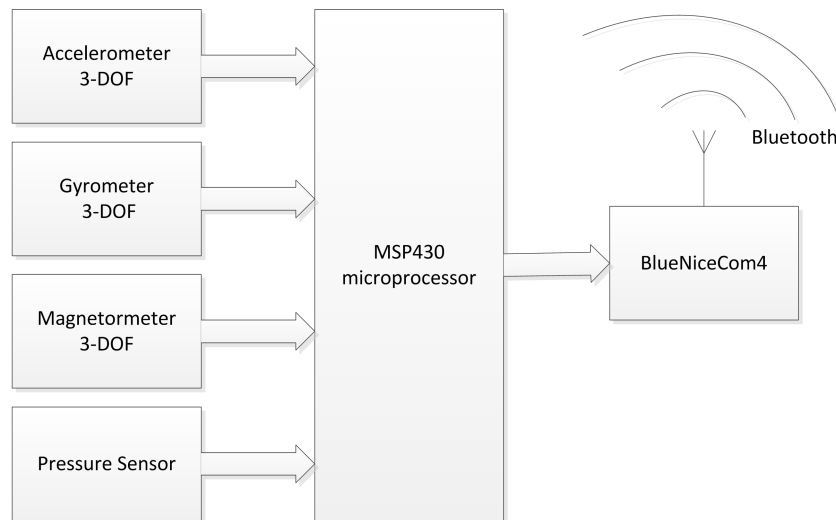 Accelerometer
3-DOF
Gyrometer
3-DOF
Magnetormeter
3-DOF
Pressure Sensor
MSP430
microprocessor
Bluetooth
BlueNiceCom4